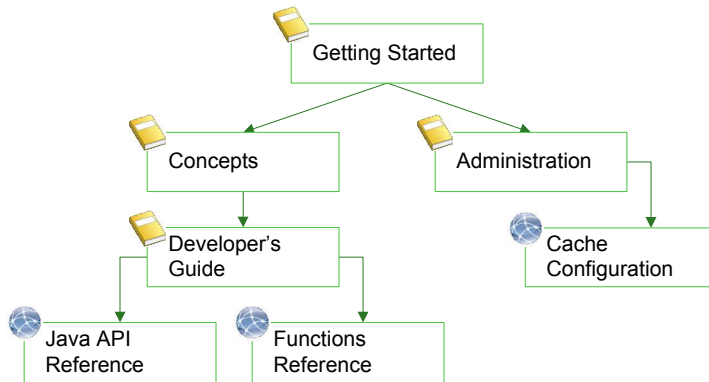 Getting Started
Concepts
Administration
Developer's
Guide
Cache
Configuration
Java API
Reference
Functions
Reference